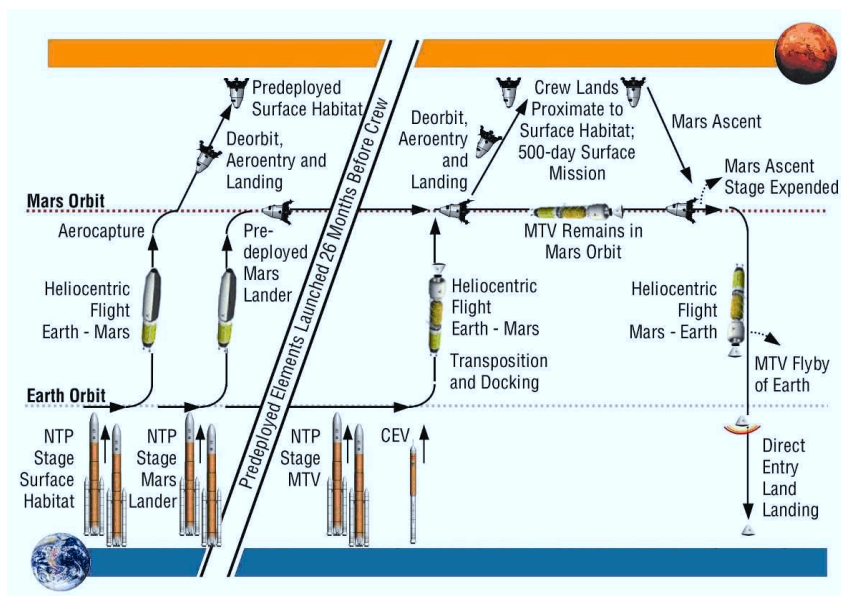 Predeployed
Surface Habitat
Deorbit,
Aeroentry and
Landing
Mars Orbit
Aerocapture
Pre-
deployed
Mars
Lander
Heliocentric
Flight
Earth - Mars
Earth Orbit
NTP
Stage
Surface
Habitat
NTP
Stage
Mars
Lander
Predeployed Elements Launched 26 Months Before Crew
Deorbit,
Aeroentry
and
Landing
Crew Lands
Proximate to
Surface Habitat;
500-day Surface
Mission
Mars Ascent
Mars Ascent
Stage Expended
MTV Remains in
Mars Orbit
Heliocentric
Flight
Earth - Mars
Transposition
and Docking
NTP
Stage
MTV
CEV
Heliocentric
Flight
Mars - Earth
MTV Flyby
of Earth
Direct
Entry
Land
Landing